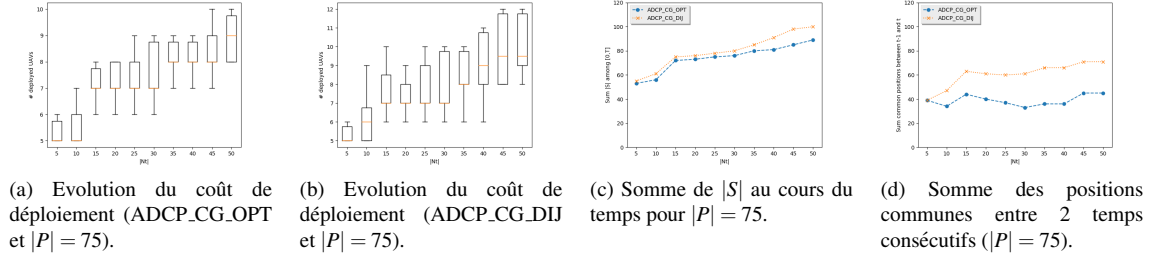 10
9
8
7
6
5
# deployed UAVs
5 10 15 20 25 30 35 40 45 50
|Nt|
12
11
10
9
8
7
6
5
# deployed UAVs
5 10 15 20 25 30 35 40 45 50
|Nt|
ADCP_CG_OPT
ADCP_CG_DIJ
120
100
80
60
40
20
0
Sum |S| among [0,T]
5 10 15 20 25 30 35 40 45 50
|Nt|
ADCP_CG_OPT
ADCP_CG_DIJ
120
100
80
60
40
20
0
Sum common positions between t-1 and t
5 10 15 20 25 30 35 40 45 50
|Nt|
(a) Evolution du coût de
déploiement (ADCP_CG_OPT
et |P| = 75).
(b) Evolution du coût de
déploiement (ADCP_CG_DIJ
et |P| = 75).
(c) Somme de |S| au cours du
temps pour |P| = 75.
(d) Somme des positions
communes entre 2 temps
consécutifs (|P| = 75).